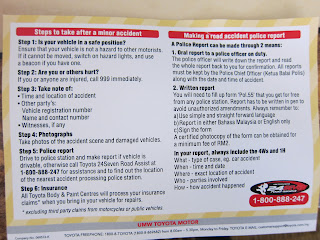 Steps to take after a minor accident
Step 1: Is your vehicle in a safe position?
Ensure that your vehicle is not a hazard to other motorists.
If it cannot be moved, switch on hazard lights, and use
a beacon if you have one.
Step 2: Are you or others hurt?
If you or anyone are injured, call 999 immediately.
Step 3: Take note of:
• Time and location of accident
• Other party's:
Vehicle registration number
Name and contact number
• Witnesses, if any
Step 4: Photographs
Take photos of the accident scene and damaged vehicles.
Step 5: Police report
Drive to police station and make report if vehicle is
driveable, otherwise call Toyota 24Seven Road Assist at
1-800-888-247 for assistance and to find out the location
of the nearest accident processing police station.
Step 6: Insurance
All Toyota Body & Paint Centres will process your insurance
claims* when you bring in your vehicle for repairs.
* excluding third party claims from motorcycles or public vehicles
Making a road accident police report
A Police Report can be made through 2 means:
1. Oral report to a police officer on duty.
The police officer will write down the report and read
the whole report back to you for confirmation. All reports
must be kept by the Police Chief Officer (Ketua Balai Polis)
along with the date and time of accident.
2. Written report
You will need to fill up form 'Pol.55' that you get for free
from any police station. Report has to be written in pen to
avoid unauthorised amendments. Always remember to:
a) Use simple and straight forward language
b) Report in either Bahasa Malaysia or English only
c) Sign the form
A certified photocopy of the form can be obtained for
a minimum fee of RM2.
In your report, always include the 4Ws and 1H
What - type of case, eg. car accident
When - time and date
Where - exact location of accident
Who - parties involved
How - how accident happened
1-800-888-247
UMW TOYOTA MOTOR